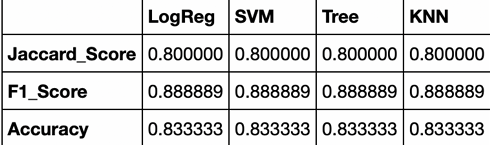 LogReg SVM Tree KNN
Jaccard_Score 0.800000 0.800000 0.800000 0.800000
F1_Score 0.888889 0.888889 0.888889 0.888889
Accuracy 0.833333 0.833333 0.833333 0.833333